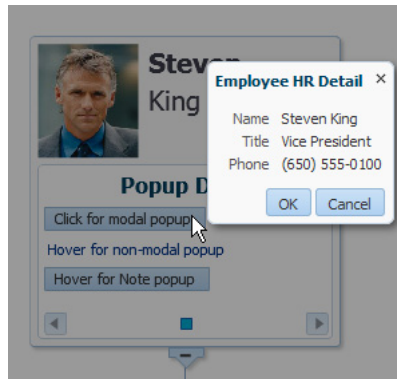 Steven
King
Employee HR Detail ×
Name Steven King
Title Vice President
Phone (650) 555-0100
OK Cancel
Popup D
Click for modal popup
Hover for non-modal popup
Hover for Note popup